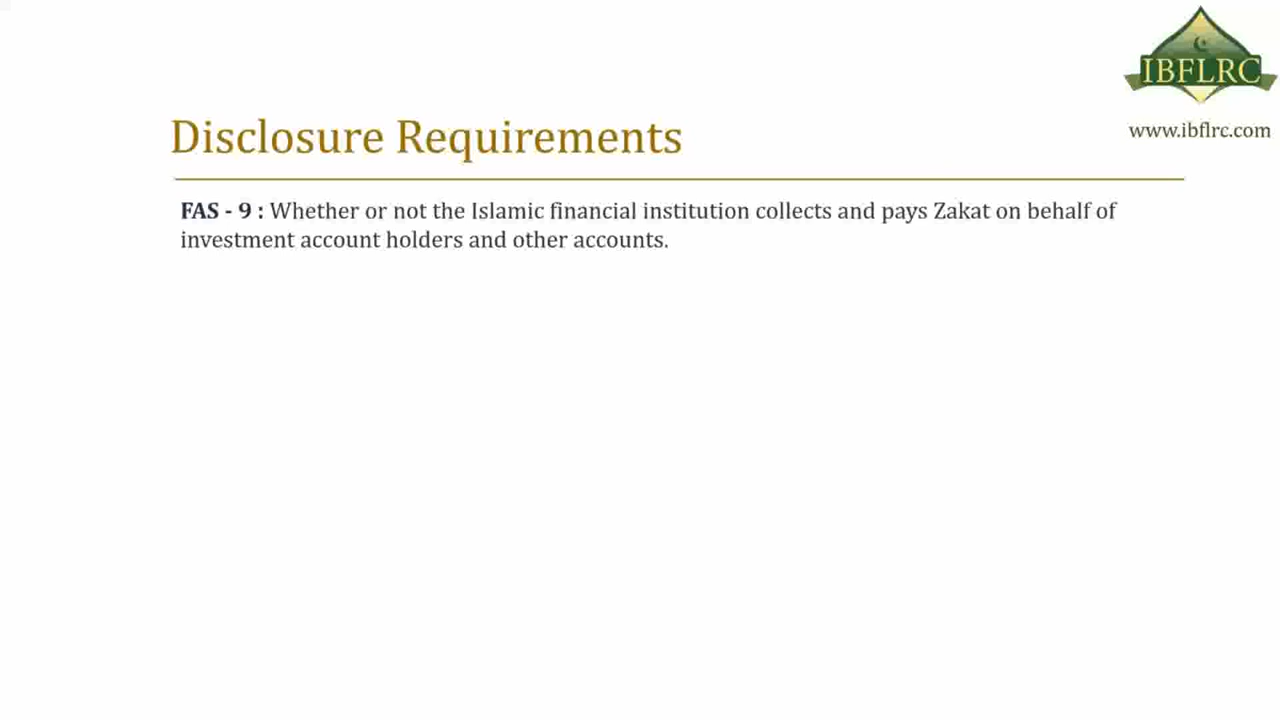 IBFLRC
www.ibflrc.com
Disclosure Requirements
FAS - 9 : Whether or not the Islamic financial institution collects and pays Zakat on behalf of
investment account holders and other accounts.